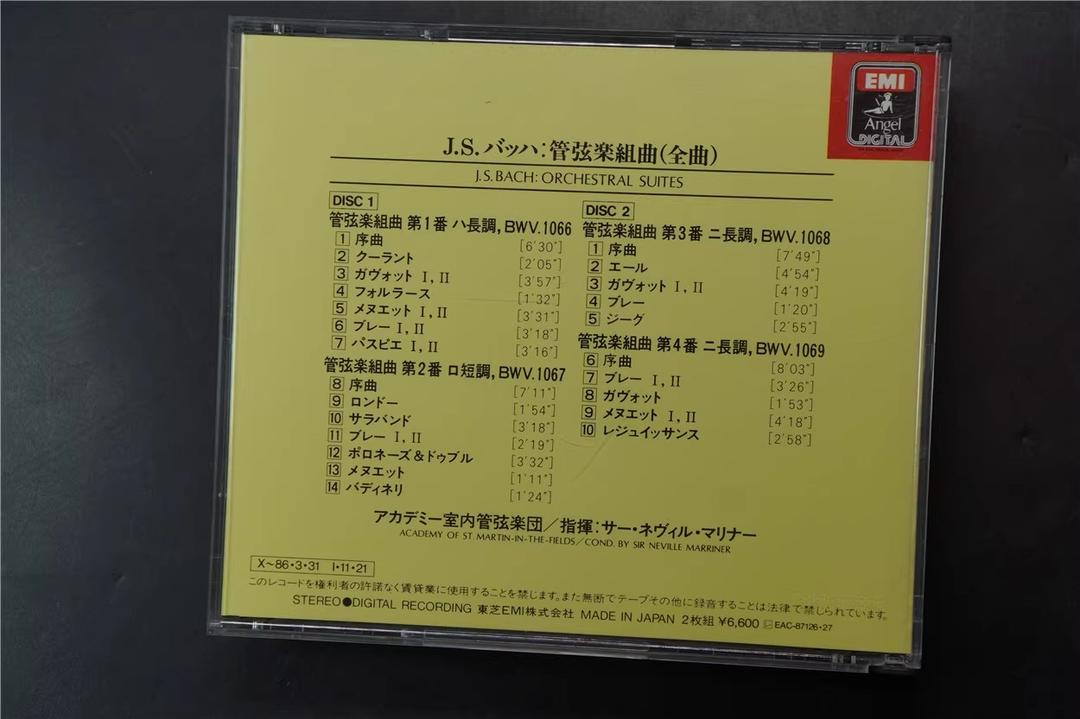 EMI
Angel
DIGITAL
J.S.バッハ:管弦楽組曲(全曲)
J.S.BACH: ORCHESTRAL SUITES
DISC 1
管弦楽組曲 第1番 ハ長調, BWV.1066
1 序曲 [6'30"]
2 クーラント [2'05"]
3 ガヴォット I, II [3'57"]
4 フォルラース [1'32"]
5 メヌエット I, II [3'31"]
6 ブレー I, II [3'18"]
7 パスピエ I, II [3'16"]
管弦楽組曲 第2番 ロ短調, BWV.1067
8 序曲 [7'11"]
9 ロンドー [1'54"]
10 サラバンド [3'18"]
11 ブレー I, II [2'19"]
12 ポロネーズ&ドゥブル [3'32"]
13 メヌエット [1'11"]
14 バディネリ [1'24"]
DISC 2
管弦楽組曲 第3番 ニ長調, BWV.1068
1 序曲 [7'49"]
2 エール [4'54"]
3 ガヴォット I, II [4'19"]
4 ブレー [1'20"]
5 ジーグ [2'55"]
管弦楽組曲 第4番 ニ長調, BWV.1069
6 序曲 [8'03"]
7 ブレー I, II [3'26"]
8 ガヴォット [1'53"]
9 メヌエット I, II [4'18"]
10 レジュイッサンス [2'58"]
アカデミー室内管弦楽団/指揮:サー・ネヴィル・マリナー
ACADEMY OF ST. MARTIN-IN-THE-FIELDS/COND. BY SIR NEVILLE MARRINER
X~86・3・31 I・11・21
このレコードを権利者の許諾なく賃貸業に使用することを禁じます。また無断でテープその他に録音することは法律で禁じられています。
STEREO●DIGITAL RECORDING 東芝EMI株式会社 MADE IN JAPAN 2枚組 ¥6,600 EAC-87126・27